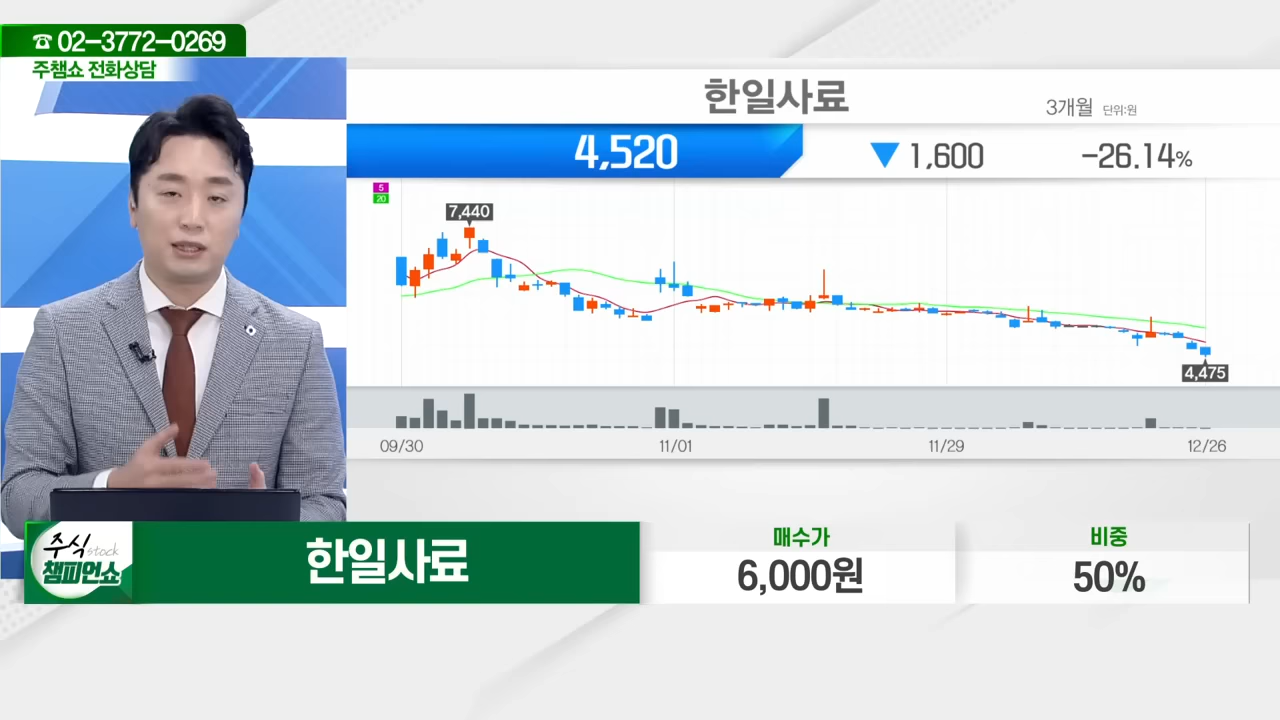 ☎ 02-3772-0269
주챔쇼 전화상담
한일사료
3개월 단위:원
4,520 ▼1,600 -26.14%
5
20
7,440
4,475
09/30 11/01 11/29 12/26
주식 stock
챔피언쇼
한일사료
매수가
6,000원
비중
50%